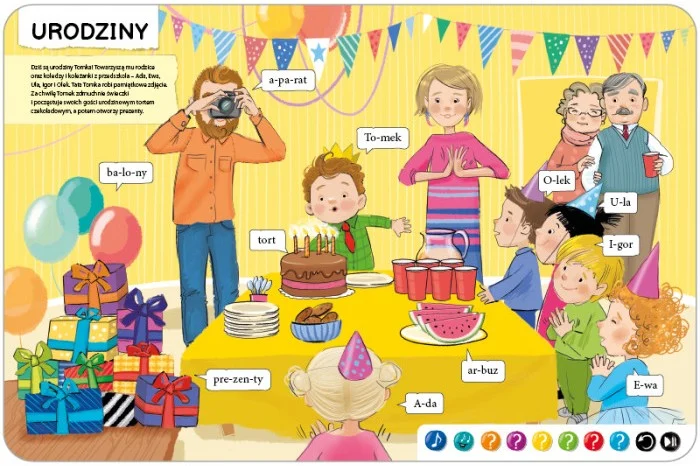 URODZINY
Dziś są urodziny Tomka! Towarzyszą mu rodzice
oraz koledzy i koleżanki z przedszkola – Ada, Ewa,
Ula, Igor i Olek. Tata Tomka robi pamiątkowe zdjęcie.
Za chwilę Tomek zdmuchnie świeczki
i poczęstuje swoich gości urodzinowym tortem
czekoladowym, a potem otworzy prezenty.
a-pa-rat
To-mek
ba-lo-ny
O-lek
U-la
tort
I-gor
ar-buz
pre-zen-ty
A-da
E-wa
? ? ? ? ? ?